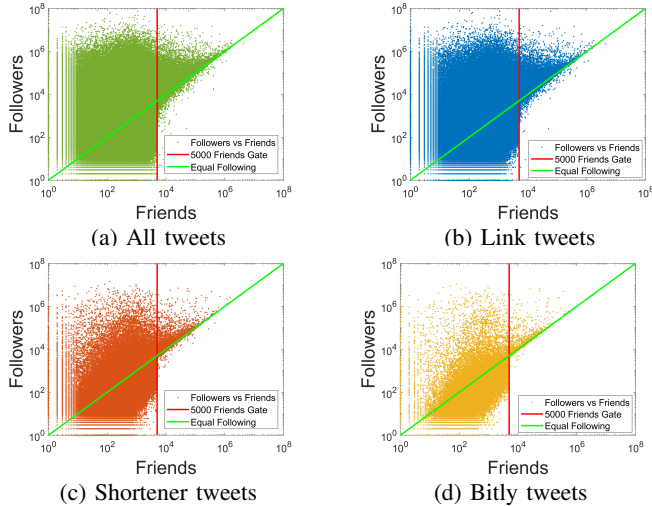 10^8
10^6
10^4
10^2
10^0
Followers
Followers vs Friends
5000 Friends Gate
Equal Following
10^0 10^2 10^4 10^6 10^8
Friends
(a) All tweets
10^8
10^6
10^4
10^2
10^0
Followers
Followers vs Friends
5000 Friends Gate
Equal Following
10^0 10^2 10^4 10^6 10^8
Friends
(b) Link tweets
10^8
10^6
10^4
10^2
10^0
Followers
Followers vs Friends
5000 Friends Gate
Equal Following
10^0 10^2 10^4 10^6 10^8
Friends
(c) Shortener tweets
10^8
10^6
10^4
10^2
10^0
Followers
Followers vs Friends
5000 Friends Gate
Equal Following
10^0 10^2 10^4 10^6 10^8
Friends
(d) Bitly tweets